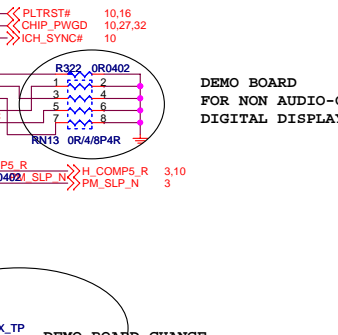 PLTRST# 10,16
CHIP_PWGD 10,27,32
ICH_SYNC# 10
R322 0R0402
1 2
3 4
5 6
7 8
RN13 0R/4/8P4R
DEMO BOARD
FOR NON AUDIO-
DIGITAL DISPLAY
P5_R
H_COMP5_R 3,10
M_SLP_N
PM_SLP_N 3
X_TP
DEMO BOARD CHANGE